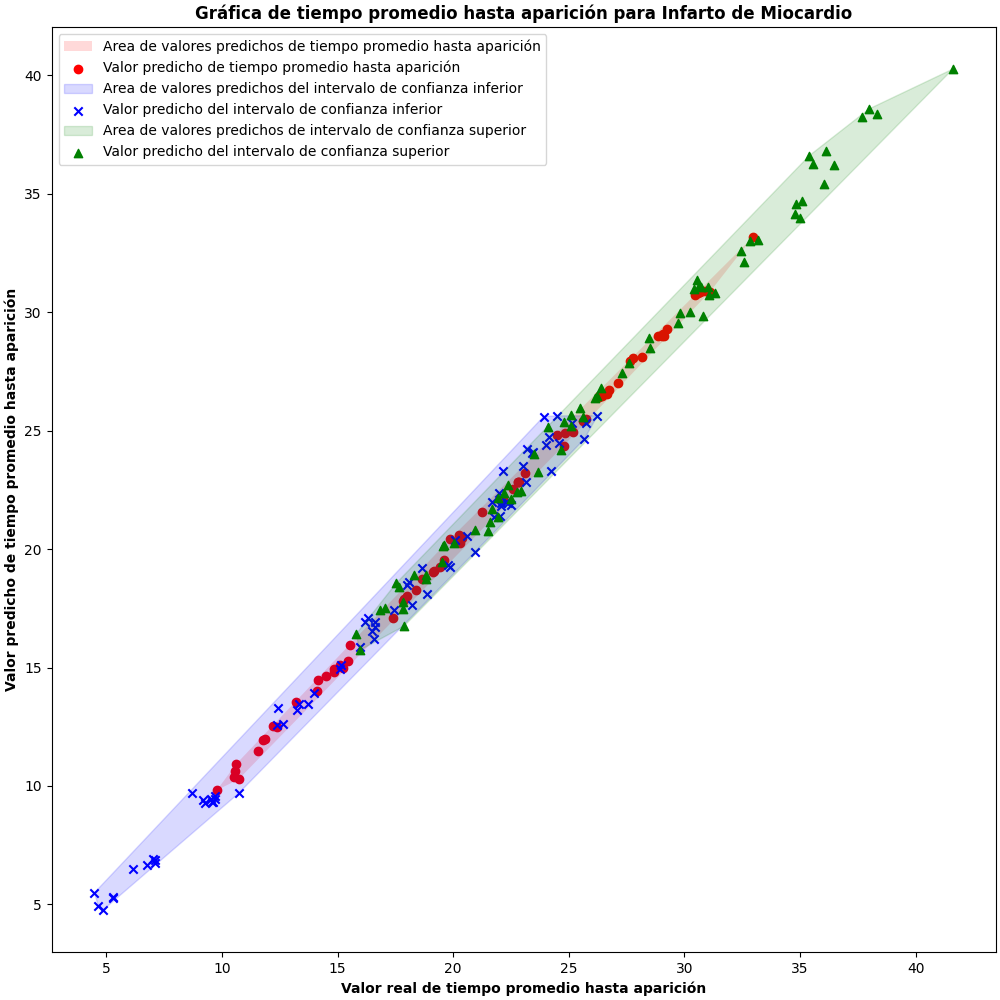 Gráfica de tiempo promedio hasta aparición para Infarto de Miocardio
Area de valores predichos de tiempo promedio hasta aparición
Valor predicho de tiempo promedio hasta aparición
Area de valores predichos del intervalo de confianza inferior
Valor predicho del intervalo de confianza inferior
Area de valores predichos de intervalo de confianza superior
Valor predicho del intervalo de confianza superior
Valor predicho de tiempo promedio hasta aparición
40
35
30
25
20
15
10
5
5 10 15 20 25 30 35 40
Valor real de tiempo promedio hasta aparición